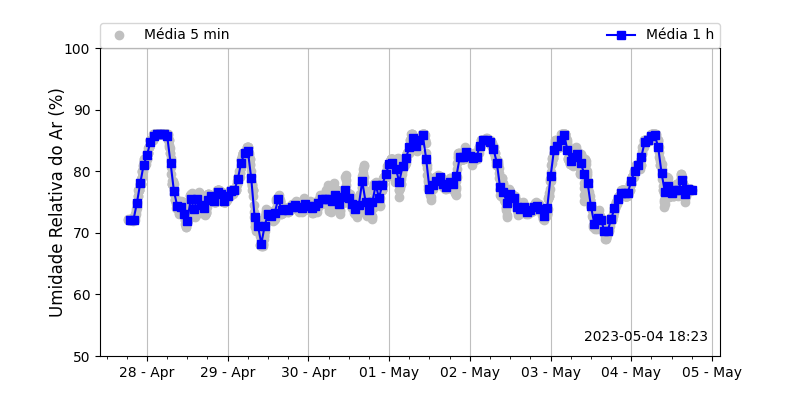 Média 5 min
Média 1 h
100
90
80
70
60
50
Umidade Relativa do Ar (%)
2023-05-04 18:23
28 - Apr
29 - Apr
30 - Apr
01 - May
02 - May
03 - May
04 - May
05 - May